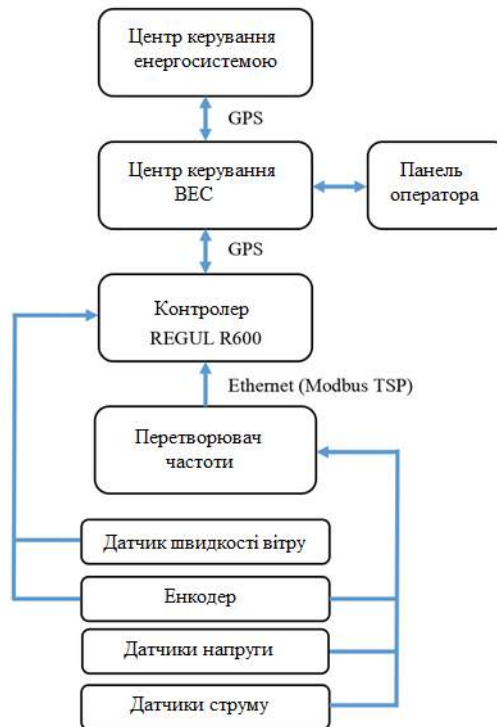 Центр керування
енергосистемою
GPS
Центр керування
ВЕС
Панель
оператора
GPS
Контролер
REGUL R600
Ethernet (Modbus TSP)
Перетворювач
частоти
Датчик швидкості вітру
Енкодер
Датчики напруги
Датчики струму